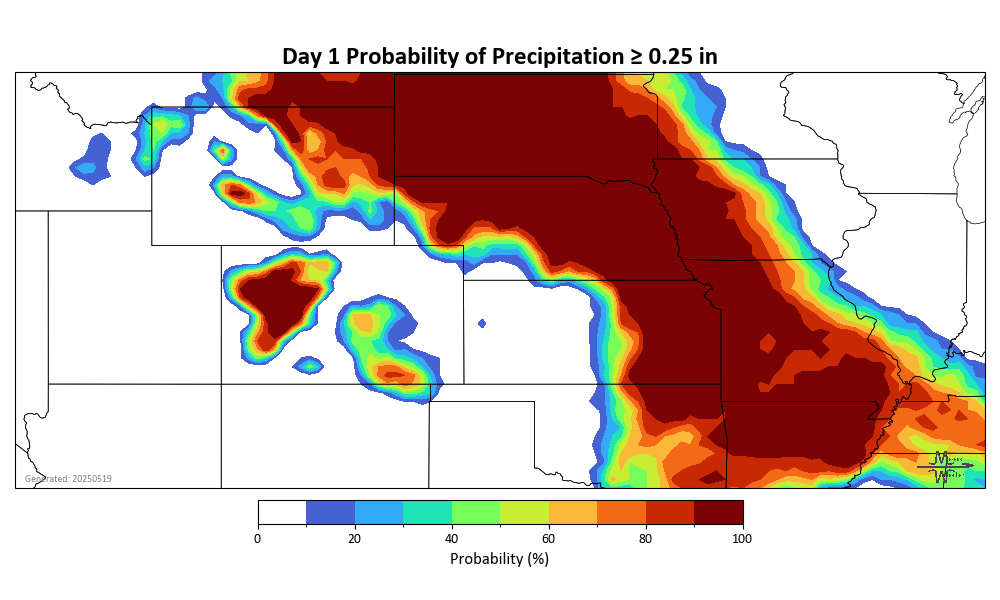 Day 1 Probability of Precipitation ≥ 0.25 in
Generated: 20250519
0 20 40 60 80 100
Probability (%)